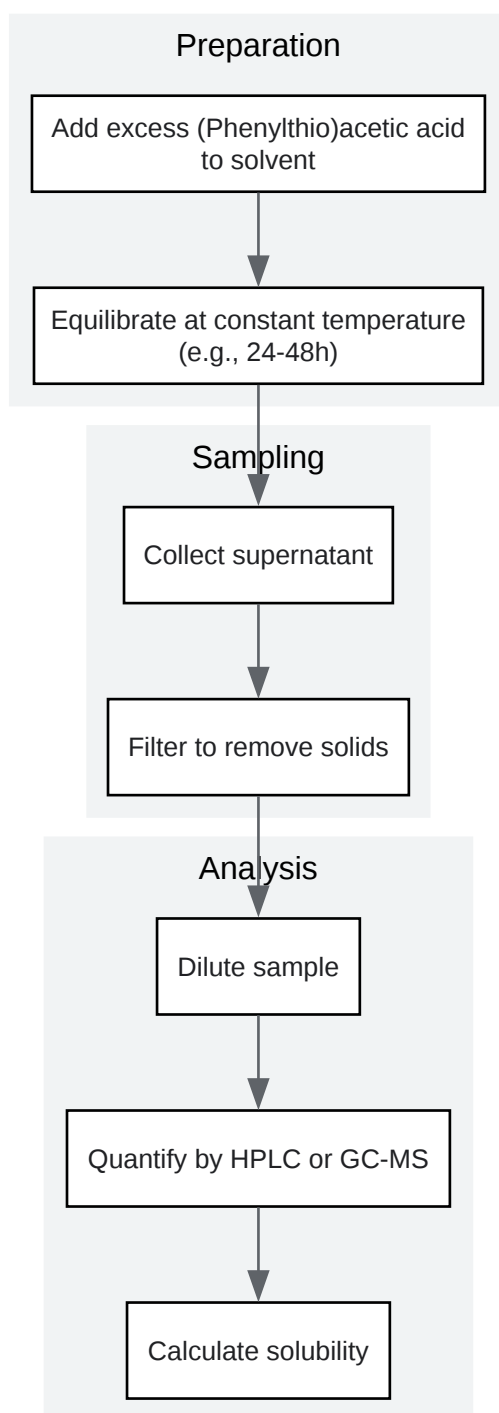 Preparation
Add excess (Phenylthio)acetic acid
to solvent
Equilibrate at constant temperature
(e.g., 24-48h)
Sampling
Collect supernatant
Filter to remove solids
Analysis
Dilute sample
Quantify by HPLC or GC-MS
Calculate solubility